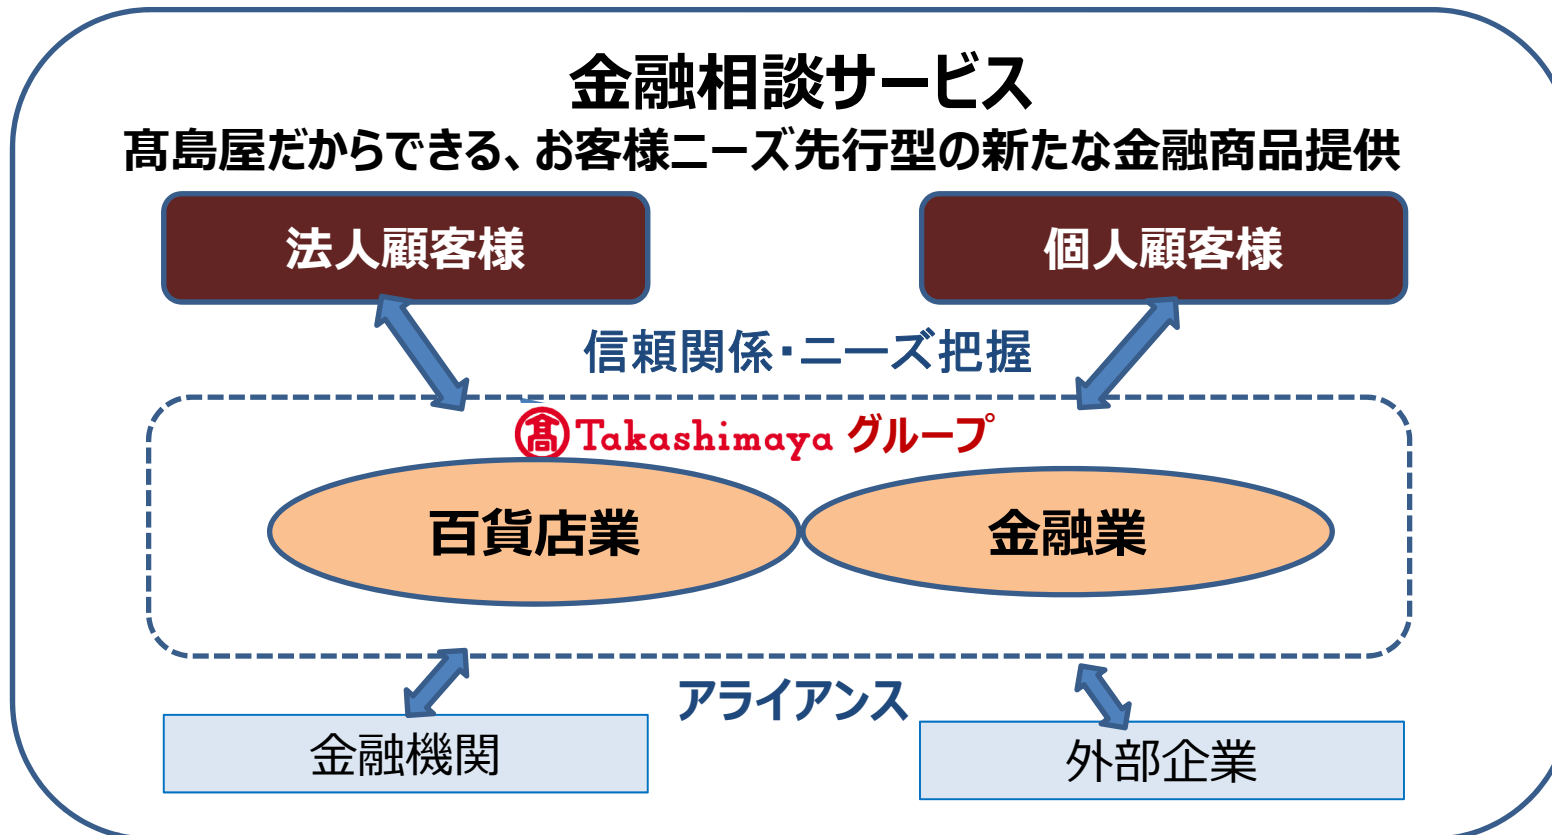 金融相談サービス
髙島屋だからできる、お客様ニーズ先行型の新たな金融商品提供
法人顧客様
個人顧客様
信頼関係・ニーズ把握
髙 Takashimaya グループ
百貨店業
金融業
アライアンス
金融機関
外部企業